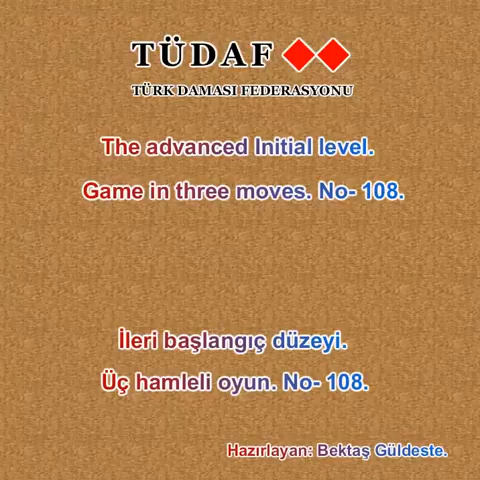 TÜDAF
TÜRK DAMASI FEDERASYONU
The advanced Initial level.
Game in three moves. No- 108.
İleri başlangıç düzeyi.
Üç hamleli oyun. No- 108.
Hazırlayan: Bektaş Güldeste.